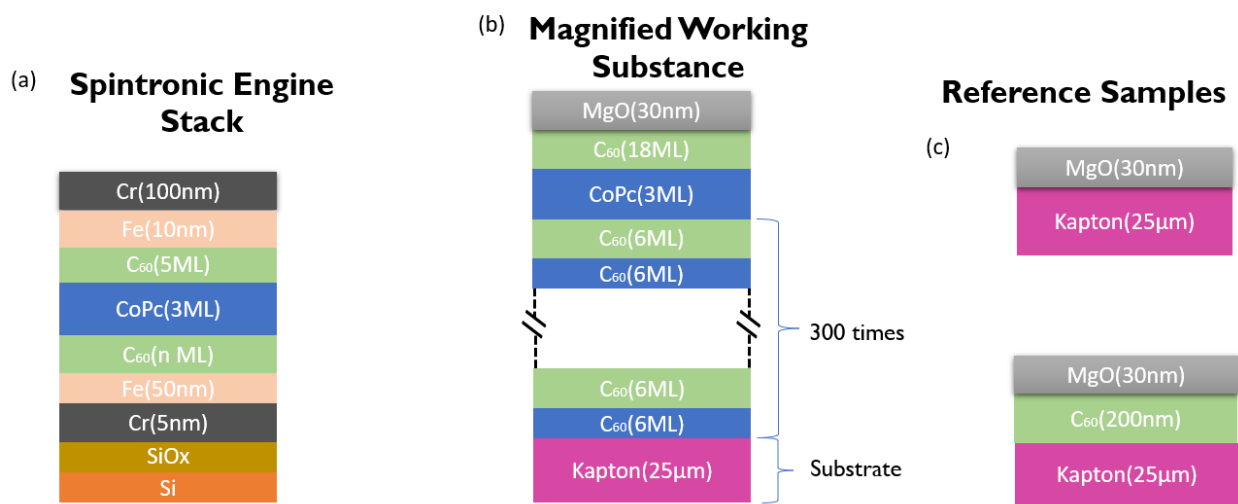 (a)
Spintronic Engine
Stack
Cr(100nm)
Fe(10nm)
C₆₀(5ML)
CoPc(3ML)
C₆₀(n ML)
Fe(50nm)
Cr(5nm)
SiOx
Si
(b)
Magnified Working
Substance
MgO(30nm)
C₆₀(18ML)
CoPc(3ML)
C₆₀(6ML)
C₆₀(6ML)
300 times
C₆₀(6ML)
C₆₀(6ML)
Kapton(25µm)
Substrate
Reference Samples
(c)
MgO(30nm)
Kapton(25µm)
MgO(30nm)
C₆₀(200nm)
Kapton(25µm)